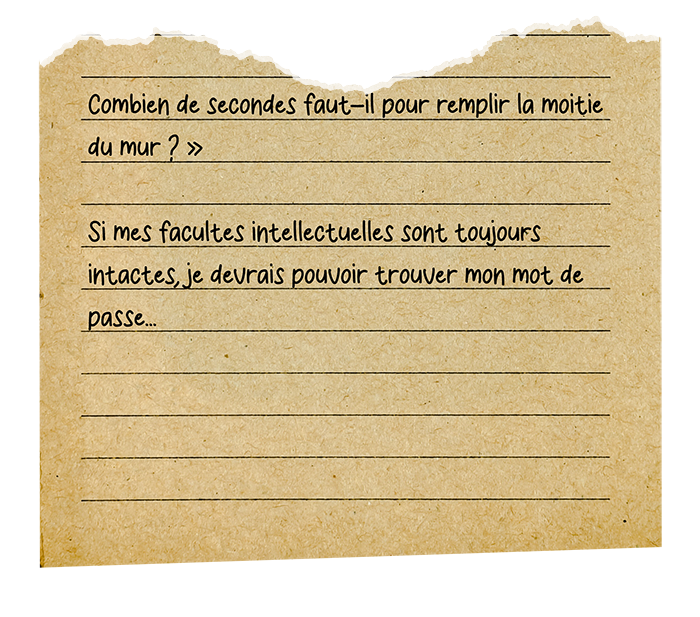 Combien de secondes faut-il pour remplir la moitie
du mur ? »
Si mes facultes intellectuelles sont toujours
intactes, je devrais pouvoir trouver mon mot de
passe...